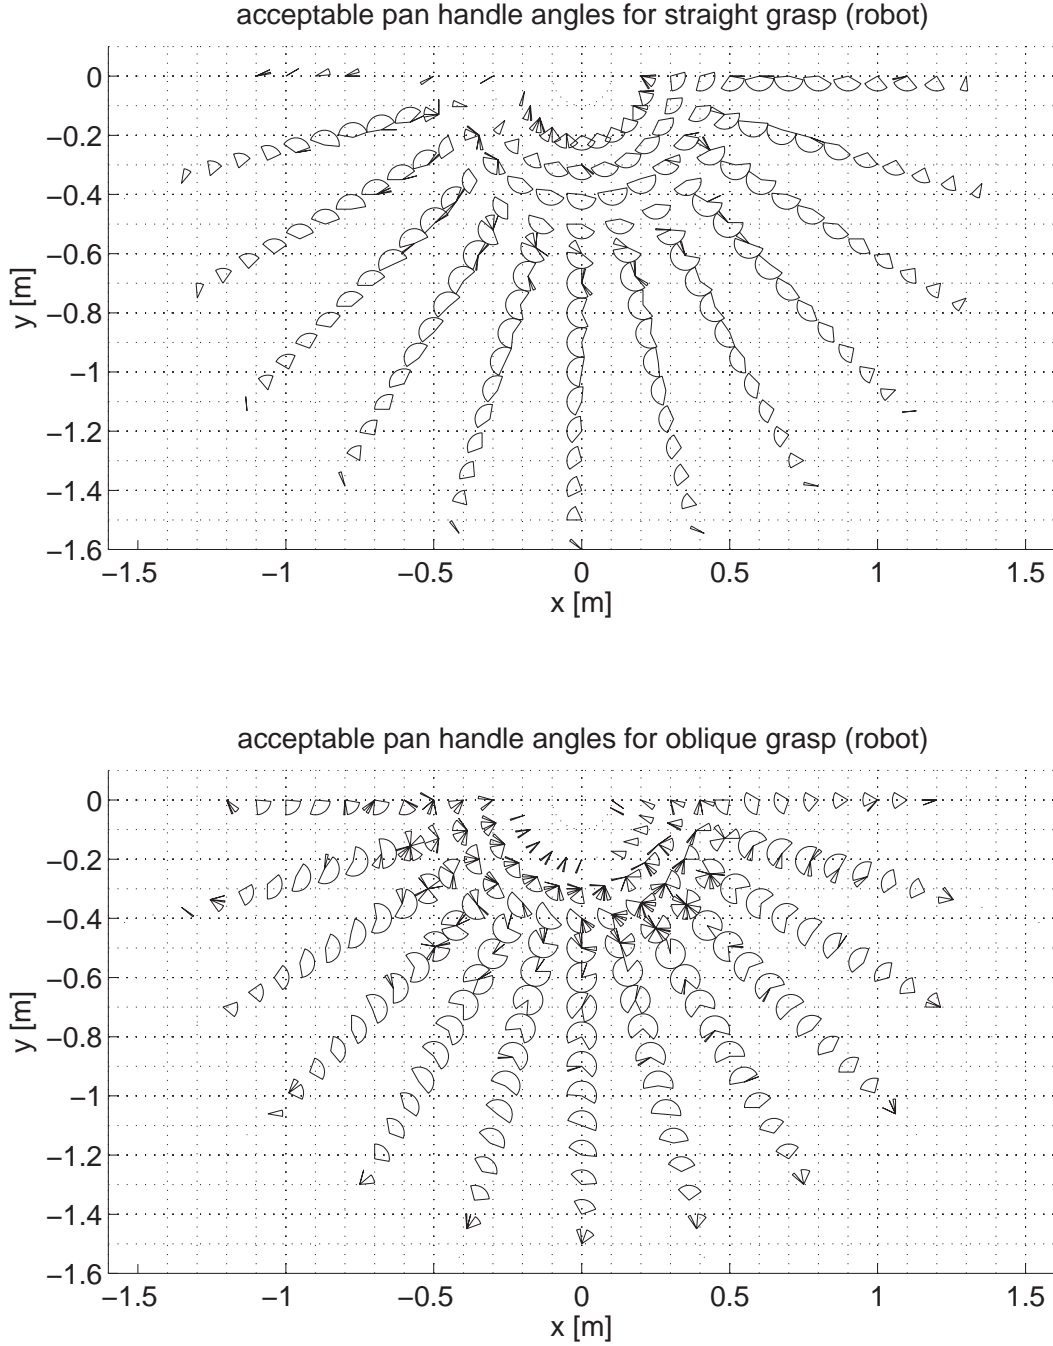 acceptable pan handle angles for straight grasp (robot)
0
−0.2
−0.4
−0.6
−0.8
−1
−1.2
−1.4
−1.6
y [m]
−1.5 −1 −0.5 0 0.5 1 1.5
x [m]
acceptable pan handle angles for oblique grasp (robot)
0
−0.2
−0.4
−0.6
−0.8
−1
−1.2
−1.4
−1.6
y [m]
−1.5 −1 −0.5 0 0.5 1 1.5
x [m]